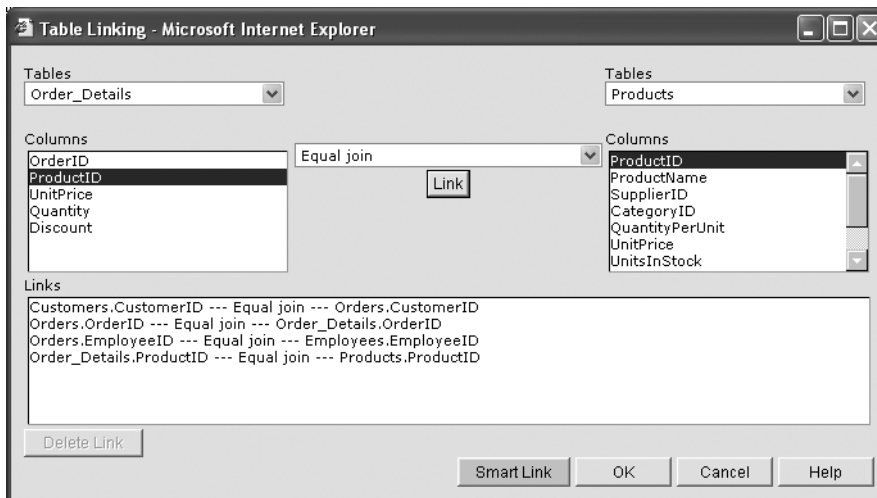 Table Linking - Microsoft Internet Explorer
Tables
Order_Details
Tables
Products
Columns
OrderID
ProductID
UnitPrice
Quantity
Discount
Equal join
Link
Columns
ProductID
ProductName
SupplierID
CategoryID
QuantityPerUnit
UnitPrice
UnitsInStock
Links
Customers.CustomerID --- Equal join --- Orders.CustomerID
Orders.OrderID --- Equal join --- Order_Details.OrderID
Orders.EmployeeID --- Equal join --- Employees.EmployeeID
Order_Details.ProductID --- Equal join --- Products.ProductID
Delete Link
Smart Link
OK
Cancel
Help